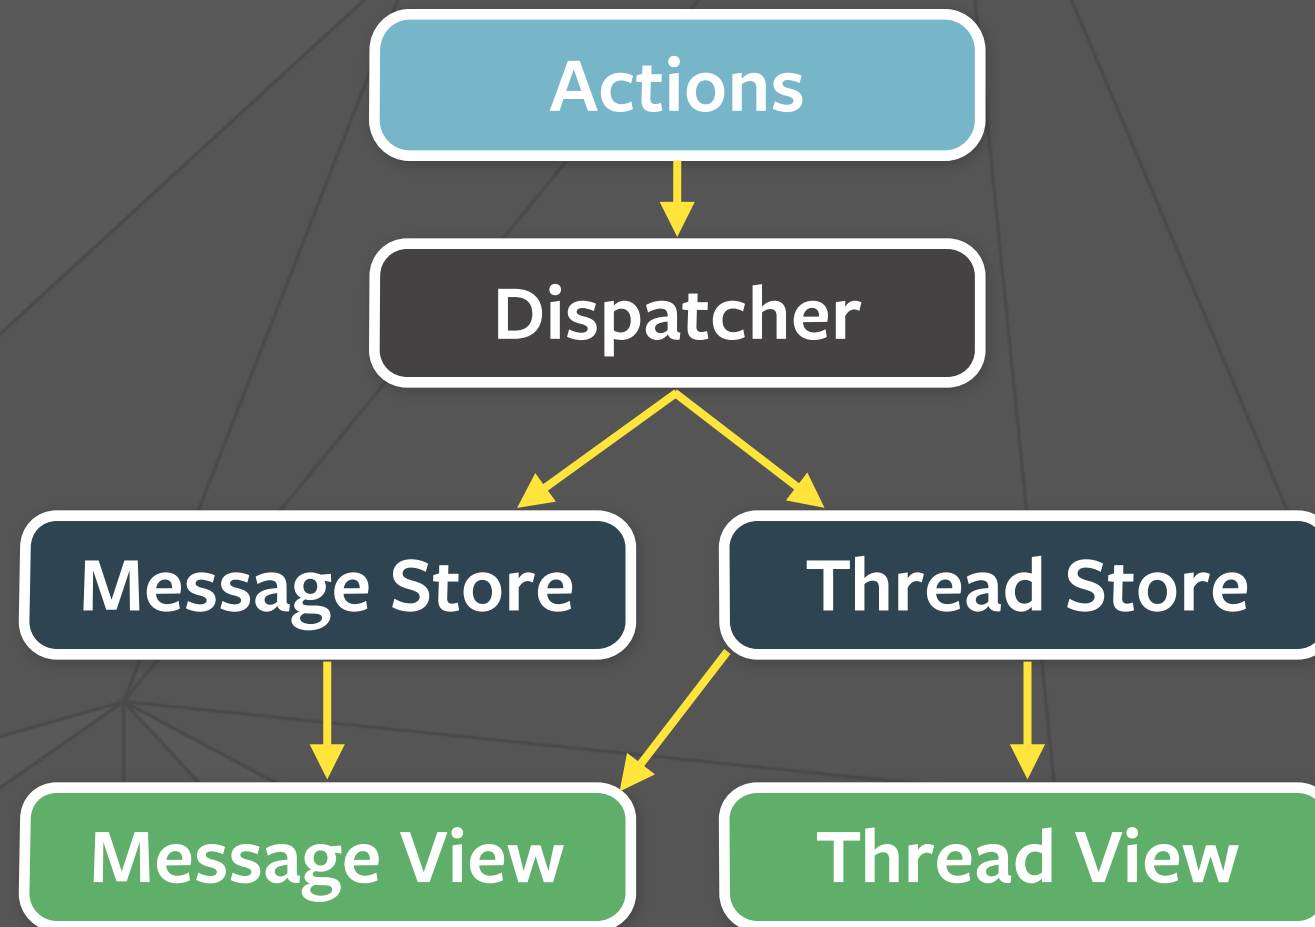 Actions
Dispatcher
Message Store
Thread Store
Message View
Thread View